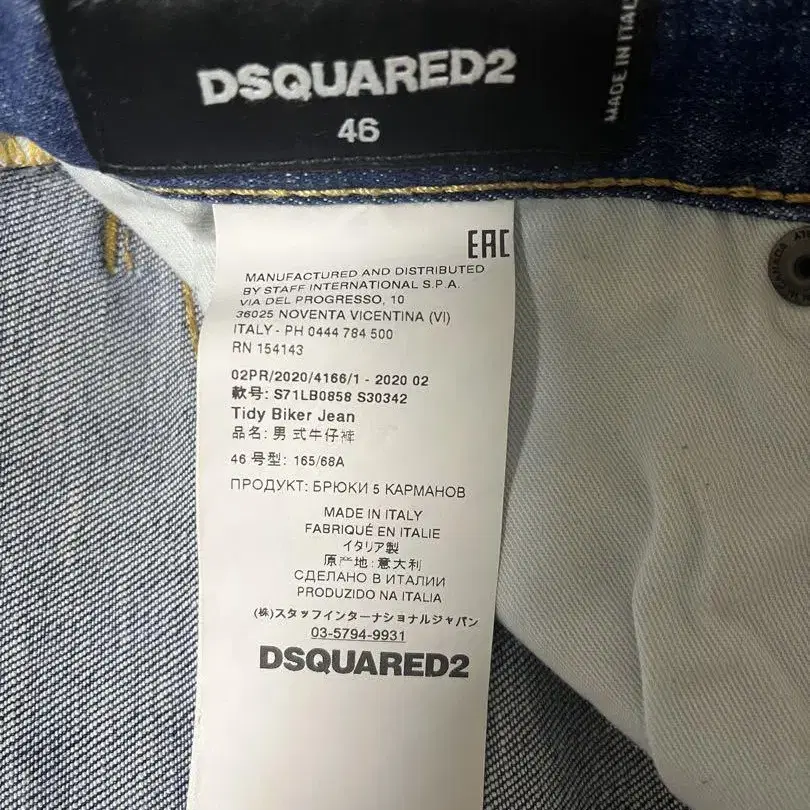 DSQUARED2
46
MADE IN ITAL
EAC
MANUFACTURED AND DISTRIBUTED
BY STAFF INTERNATIONAL S.P.A.
VIA DEL PROGRESSO, 10
36025 NOVENTA VICENTINA (VI)
ITALY - PH 0444 784 500
RN 154143
02PR/2020/4166/1 - 2020 02
軟号: S71LB0858 S30342
Tidy Biker Jean
品名: 男 式牛仔裤
46 号型: 165/68A
ПРОДУКТ: БРЮКИ 5 КАРМАНОВ
MADE IN ITALY
FABRIQUÉ EN ITALIE
イタリア製
原产地: 意大利
СДЕЛАНО В ИТАЛИИ
PRODUZIDO NA ITALIA
(株)スタッフインターナショナルジャパン
03-5794-9931
DSQUARED2